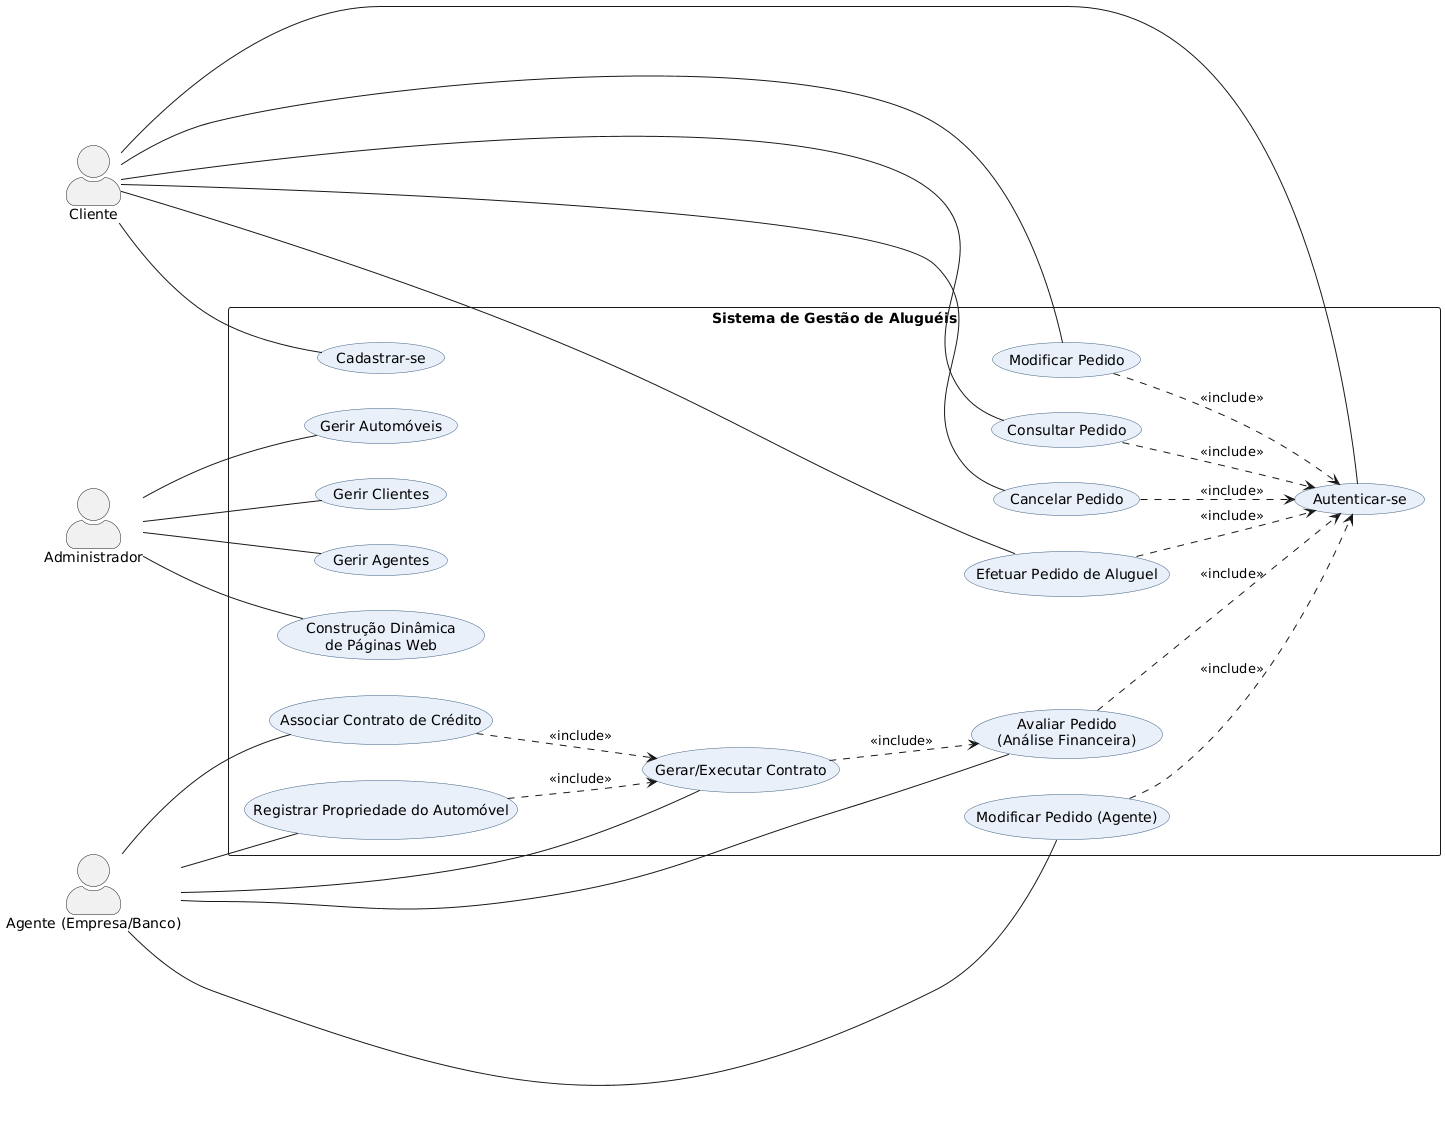 Cliente
Sistema de Gestão de Aluguéis
Cadastrar-se
Modificar Pedido
«include»
Gerir Automóveis
Consultar Pedido
«include»
Gerir Clientes
Cancelar Pedido
«include»
Autenticar-se
«include»
Administrador
Gerir Agentes
Efetuar Pedido de Aluguel
«include»
Construção Dinâmica
de Páginas Web
«include»
Associar Contrato de Crédito
«include»
«include»
Avaliar Pedido
(Análise Financeira)
Gerar/Executar Contrato
«include»
Registrar Propriedade do Automóvel
Modificar Pedido (Agente)
Agente (Empresa/Banco)